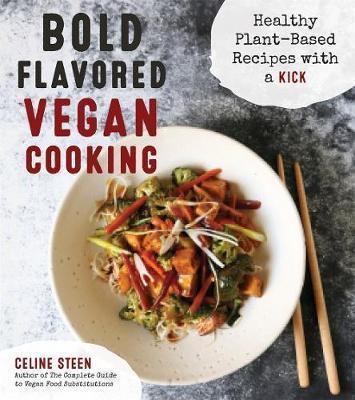 BOLD
FLAVORED
VEGAN
COOKING
Healthy
Plant-Based
Recipes with
a KICK
CELINE STEEN
Author of The Complete Guide
to Vegan Food Substitutions